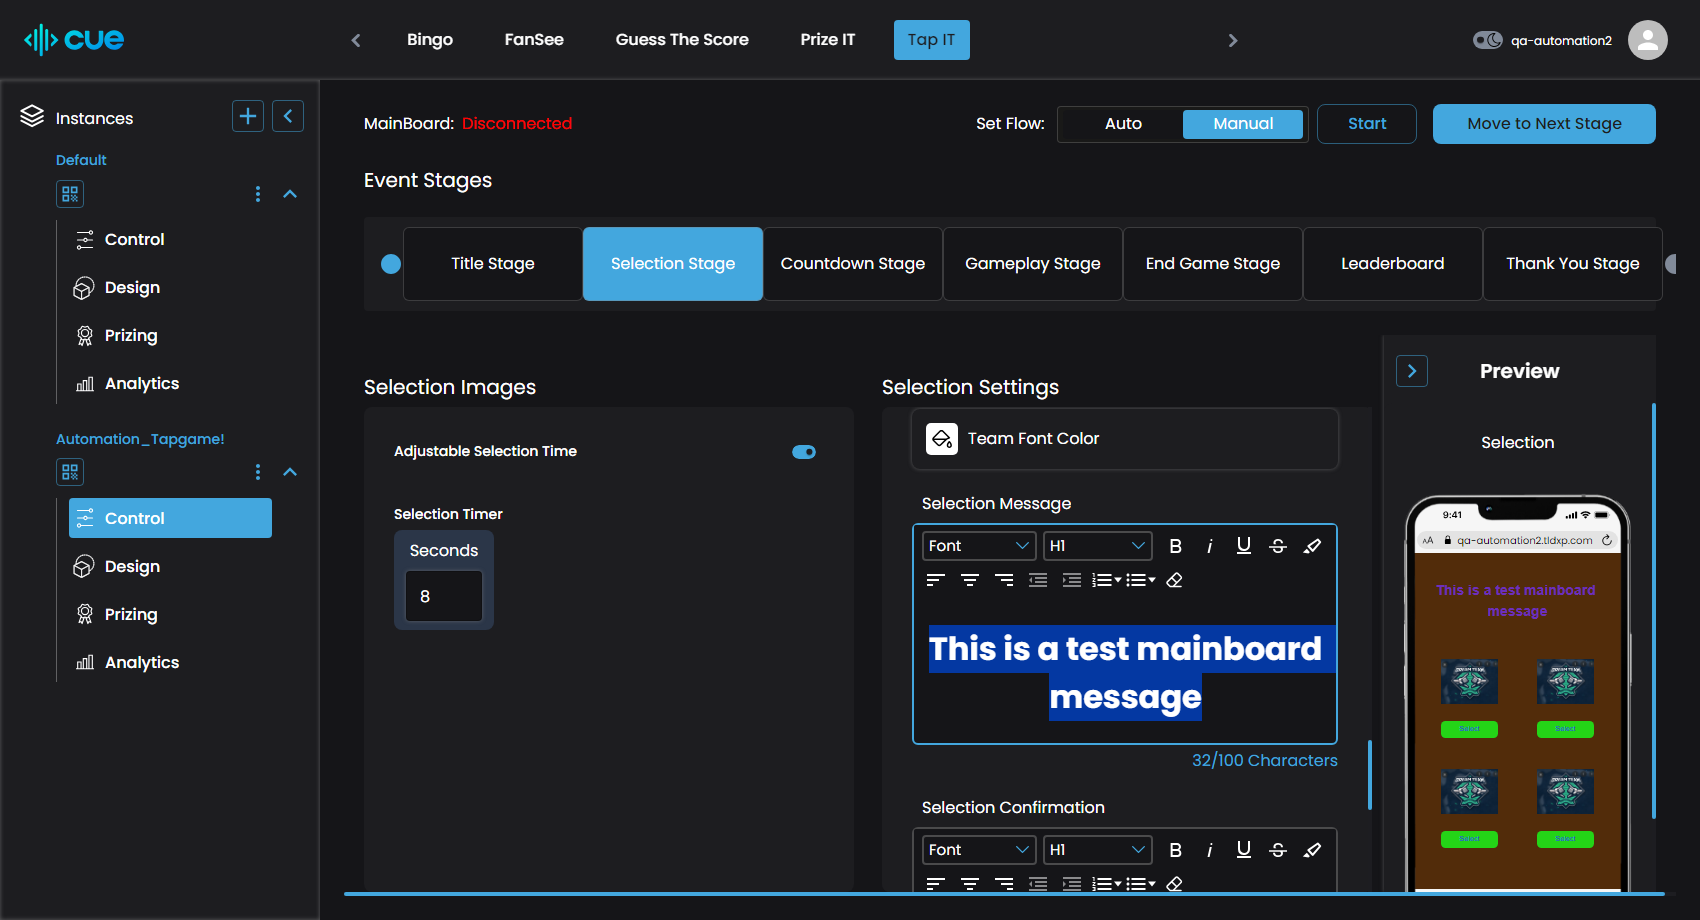 cue
Bingo
FanSee
Guess The Score
Prize IT
Tap IT
qa-automation2
Instances
Default
Control
Design
Prizing
Analytics
Automation_Tapgame!
Control
Design
Prizing
Analytics
MainBoard: Disconnected
Set Flow:
Auto
Manual
Start
Move to Next Stage
Event Stages
Title Stage
Selection Stage
Countdown Stage
Gameplay Stage
End Game Stage
Leaderboard
Thank You Stage
Selection Images
Adjustable Selection Time
Selection Timer
Seconds
8
Selection Settings
Team Font Color
Selection Message
Font
H1
B
i
U
S
This is a test mainboard
message
32/100 Characters
Selection Confirmation
Font
H1
B
i
U
S
Preview
Selection
9:41
AA
qa-automation2.tldxp.com
This is a test mainboard
message
Select
Select
Select
Select